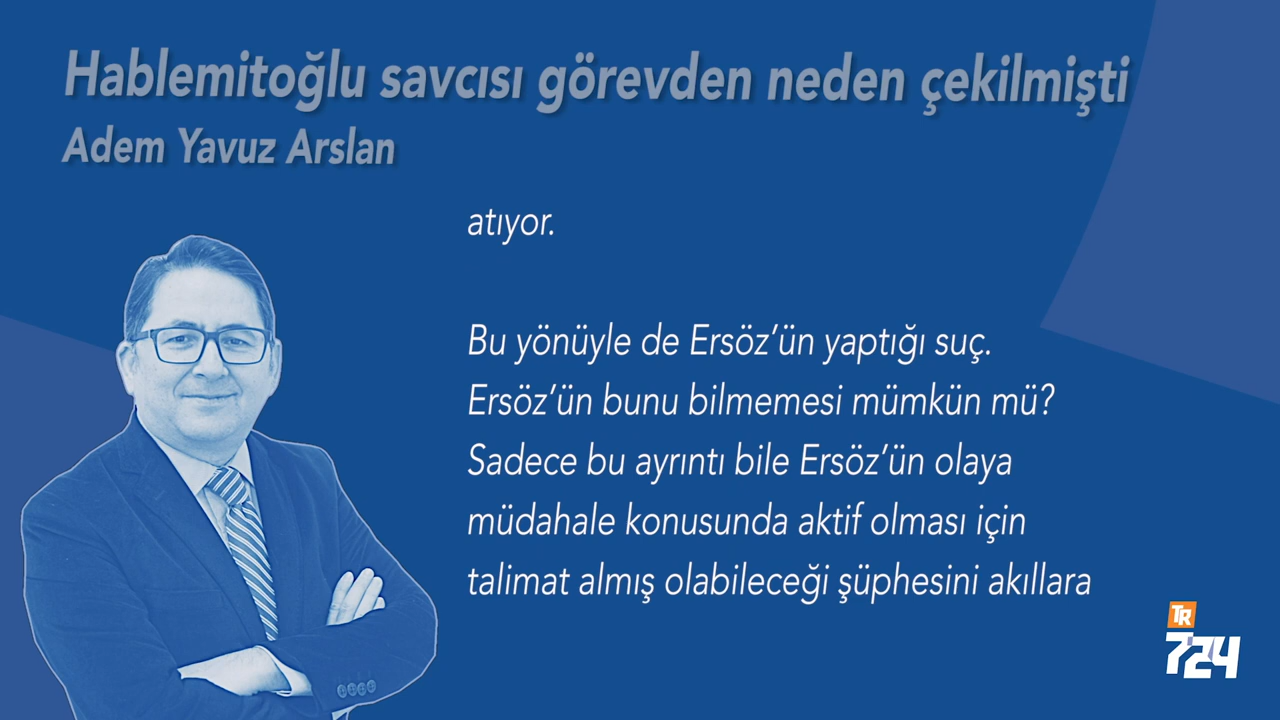 Hablemitoğlu savcısı görevden neden çekilmişti
Adem Yavuz Arslan
atıyor.
Bu yönüyle de Ersöz’ün yaptığı suç.
Ersöz’ün bunu bilmemesi mümkün mü?
Sadece bu ayrıntı bile Ersöz’ün olaya
müdahale konusunda aktif olması için
talimat almış olabileceği şüphesini akıllara
TR
724